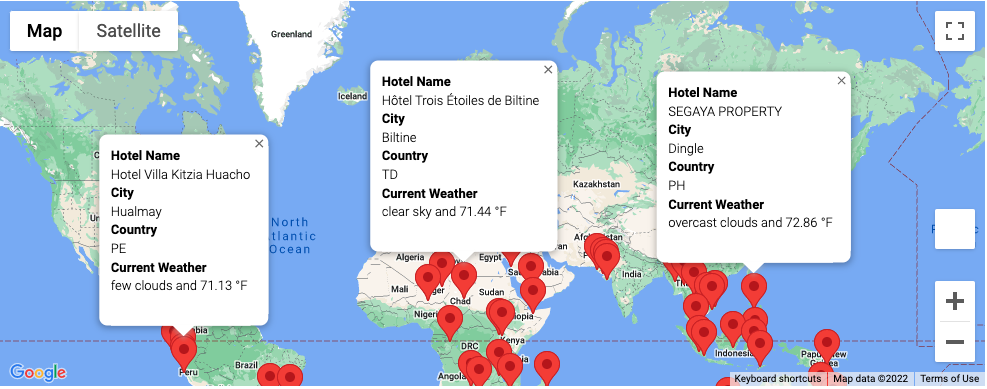 Map
Satellite
Greenland
Iceland
Hotel Name
Hôtel Trois Étoiles de Biltine
City
Biltine
Country
TD
Current Weather
clear sky and 71.44 °F
Hotel Name
SEGAYA PROPERTY
City
Dingle
Country
PH
Current Weather
overcast clouds and 72.86 °F
Hotel Name
Hotel Villa Kitzia Huacho
City
Hualmay
Country
PE
Current Weather
few clouds and 71.13 °F
North
Atlantic
Ocean
Kazakhstan
Afghanistan
Algeria
Egypt
India
Mali
Chad
Sudan
Kenya
DRC
Indonesia
Angola
Peru
Brazil
Google
Keyboard shortcuts
Map data ©2022
Terms of Use